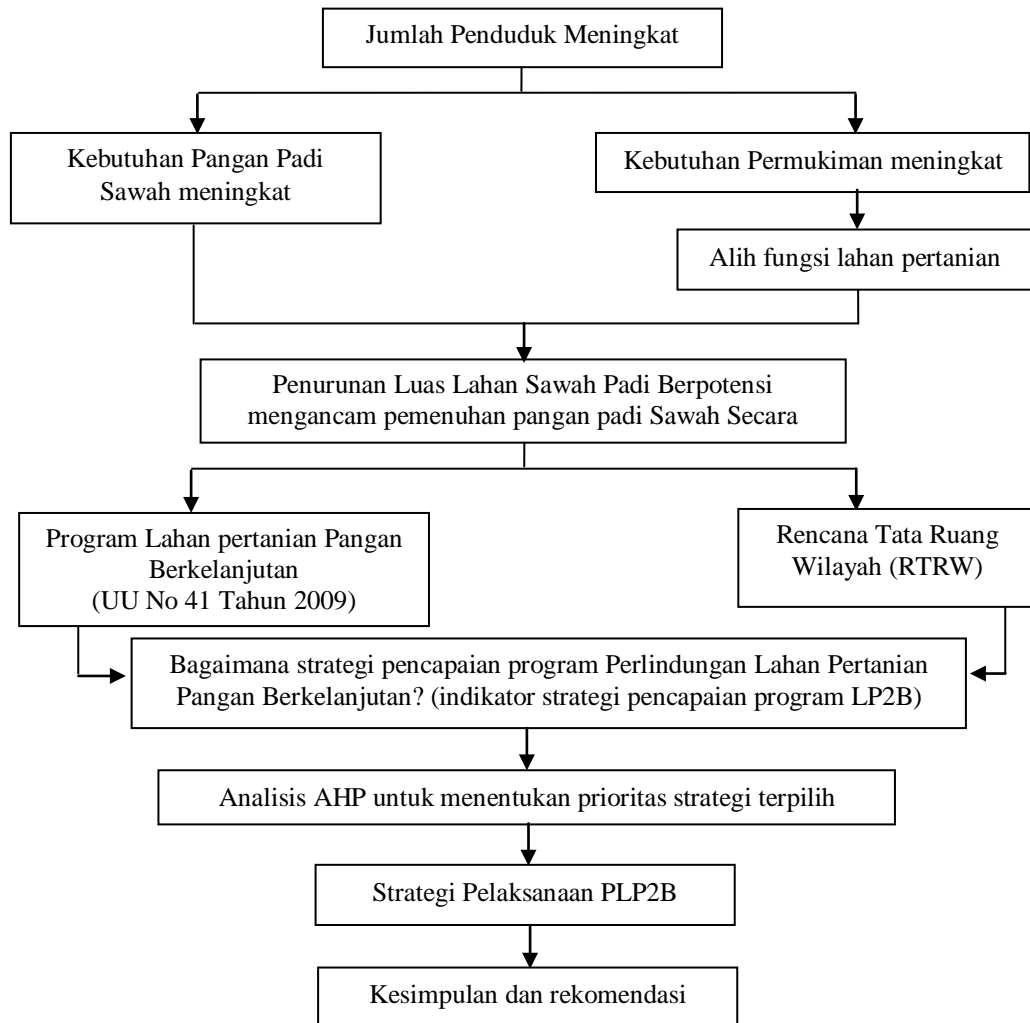 Jumlah Penduduk Meningkat
Kebutuhan Pangan Padi
Sawah meningkat
Kebutuhan Permukiman meningkat
Alih fungsi lahan pertanian
Penurunan Luas Lahan Sawah Padi Berpotensi
mengancam pemenuhan pangan padi Sawah Secara
Program Lahan pertanian Pangan
Berkelanjutan
(UU No 41 Tahun 2009)
Rencana Tata Ruang
Wilayah (RTRW)
Bagaimana strategi pencapaian program Perlindungan Lahan Pertanian
Pangan Berkelanjutan? (indikator strategi pencapaian program LP2B)
Analisis AHP untuk menentukan prioritas strategi terpilih
Strategi Pelaksanaan PLP2B
Kesimpulan dan rekomendasi